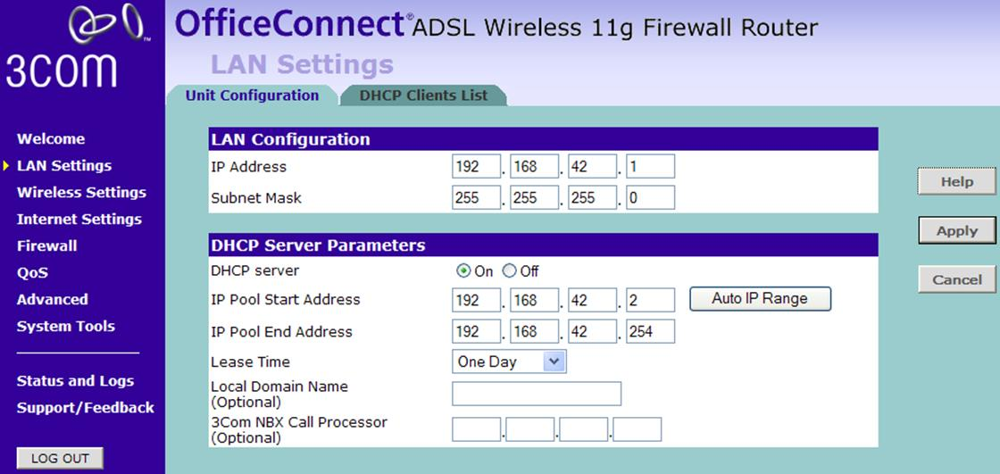 3COM
™
OfficeConnect® ADSL Wireless 11g Firewall Router
LAN Settings
Unit Configuration
DHCP Clients List
Welcome
LAN Settings
Wireless Settings
Internet Settings
Firewall
QoS
Advanced
System Tools
Status and Logs
Support/Feedback
LOG OUT
LAN Configuration
IP Address 192 . 168 . 42 . 1
Subnet Mask 255 . 255 . 255 . 0
DHCP Server Parameters
DHCP server On Off
IP Pool Start Address 192 . 168 . 42 . 2 Auto IP Range
IP Pool End Address 192 . 168 . 42 . 254
Lease Time One Day
Local Domain Name
(Optional)
3Com NBX Call Processor
(Optional) . . .
Help
Apply
Cancel